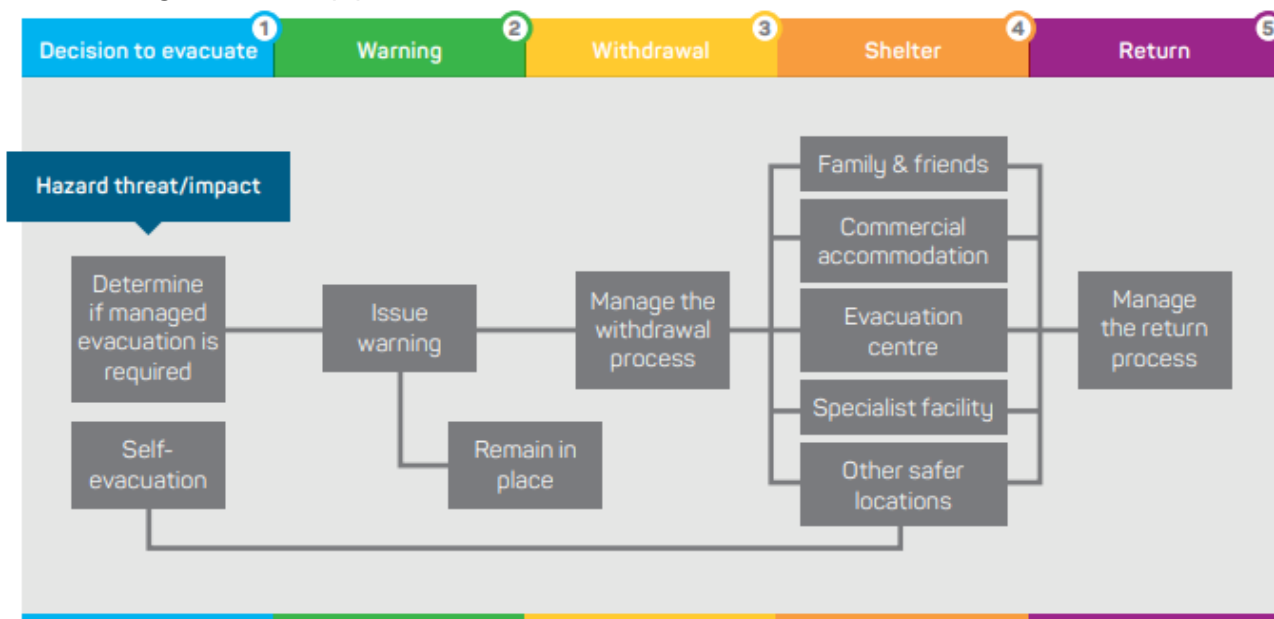 1
2
3
4
5
Decision to evacuate
Warning
Withdrawal
Shelter
Return
Hazard threat/impact
Determine
if managed
evacuation is
required
Self-
evacuation
Issue
warning
Remain in
place
Manage the
withdrawal
process
Family & friends
Commercial
accommodation
Evacuation
centre
Specialist facility
Other safer
locations
Manage
the return
process